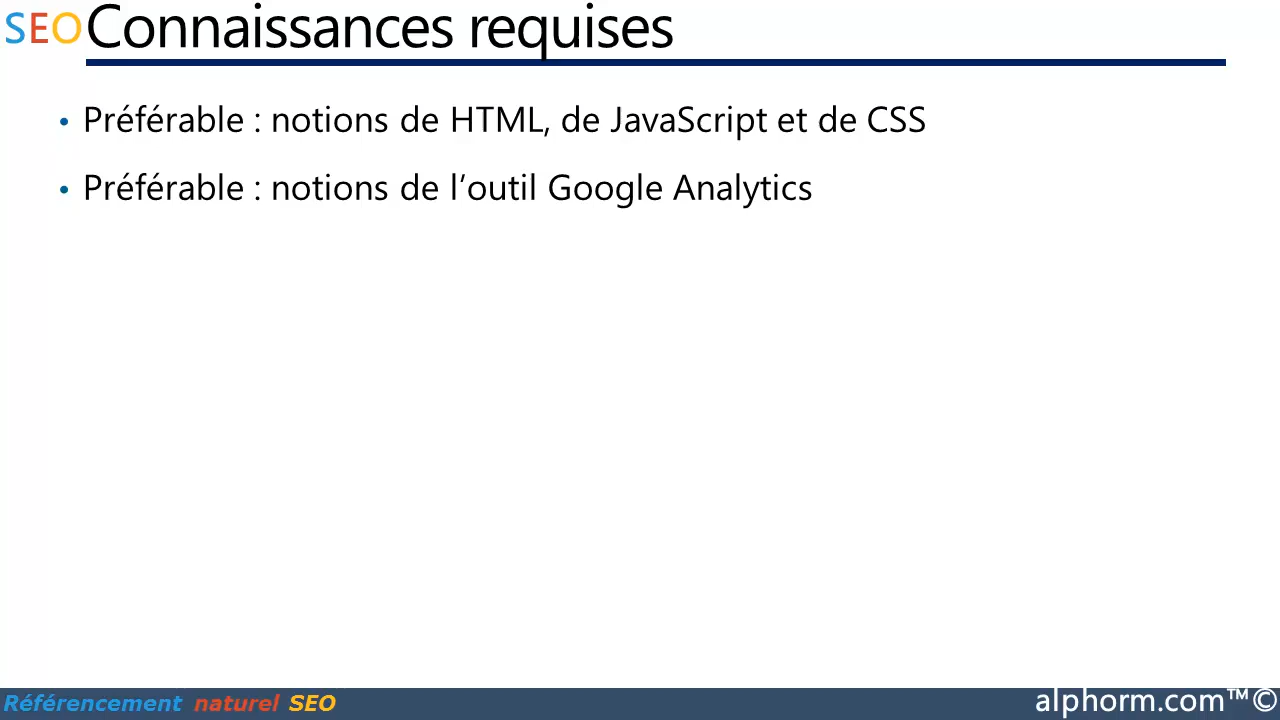 SEO Connaissances requises
• Préférable : notions de HTML, de JavaScript et de CSS
• Préférable : notions de l’outil Google Analytics
Référencement naturel SEO
alphorm.com™©